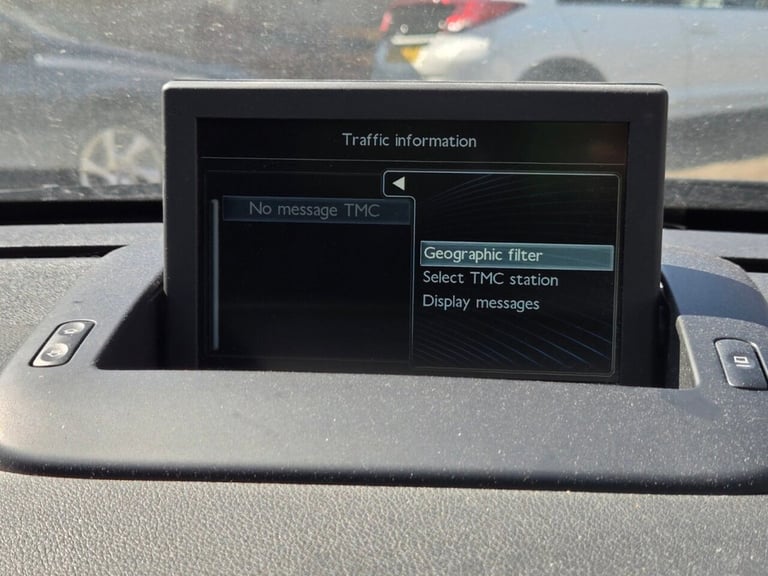 Traffic information
No message TMC
Geographic filter
Select TMC station
Display messages